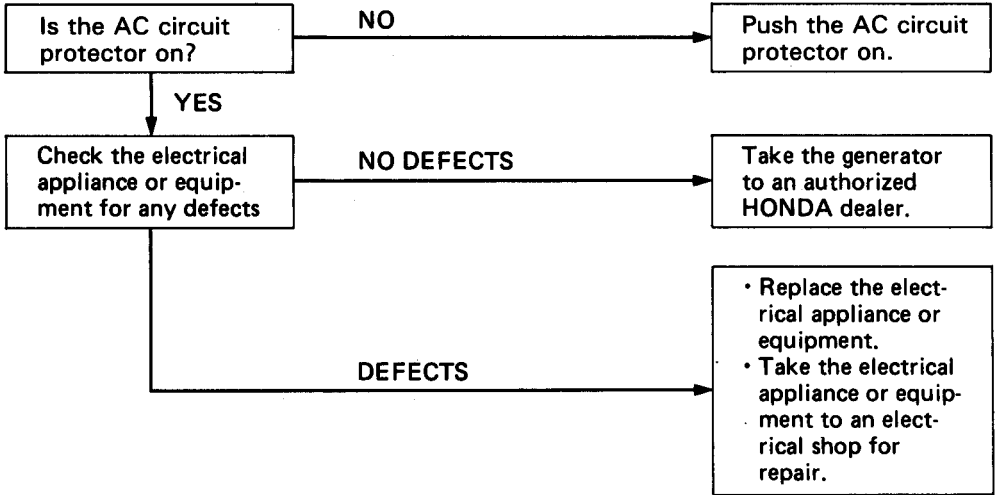 Is the AC circuit
protector on?
NO
Push the AC circuit
protector on.
YES
Check the electrical
appliance or equip-
ment for any defects
NO DEFECTS
Take the generator
to an authorized
HONDA dealer.
DEFECTS
• Replace the elect-
rical appliance or
equipment.
• Take the electrical
appliance or equip-
ment to an elect-
rical shop for
repair.